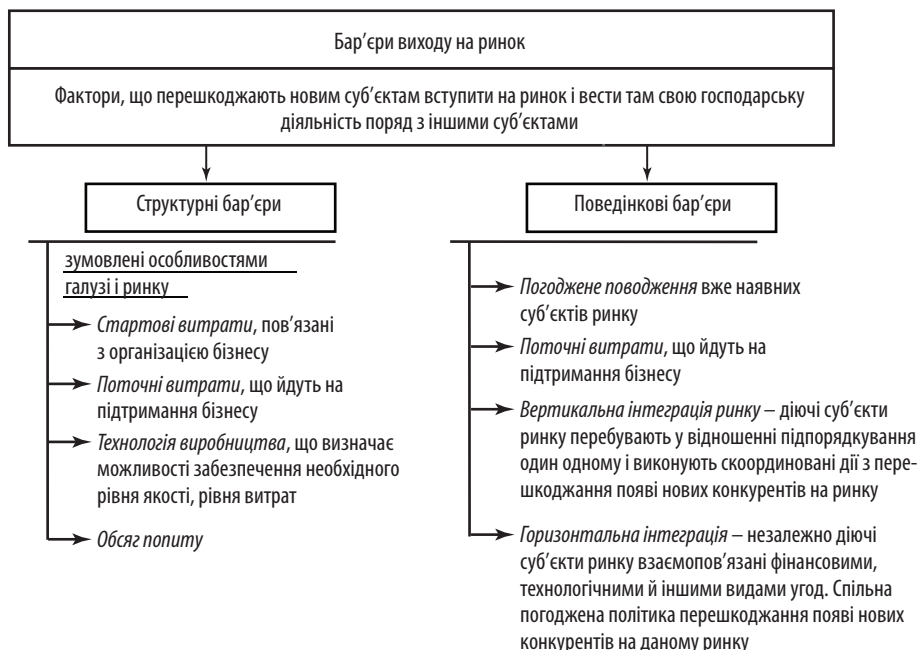 Бар’єри виходу на ринок
Фактори, що перешкоджають новим суб’єктам вступити на ринок і вести там свою господарську
діяльність поряд з іншими суб’єктами
Структурні бар’єри
зумовлені особливостями
галузі і ринку
Стартові витрати, пов’язані
з організацією бізнесу
Поточні витрати, що йдуть на
підтримання бізнесу
Технологія виробництва, що визначає
можливості забезпечення необхідного
рівня якості, рівня витрат
Обсяг попиту
Поведінкові бар’єри
Погоджене поводження вже наявних
суб’єктів ринку
Поточні витрати, що йдуть на
підтримання бізнесу
Вертикальна інтеграція ринку – діючі суб’єкти
ринку перебувають у відношенні підпорядкування
один одному і виконують скоординовані дії з пере-
шкоджання появі нових конкурентів на ринку
Горизонтальна інтеграція – незалежно діючі
суб’єкти ринку взаємопов’язані фінансовими,
технологічними й іншими видами угод. Спільна
погоджена політика перешкоджання появі нових
конкурентів на даному ринку